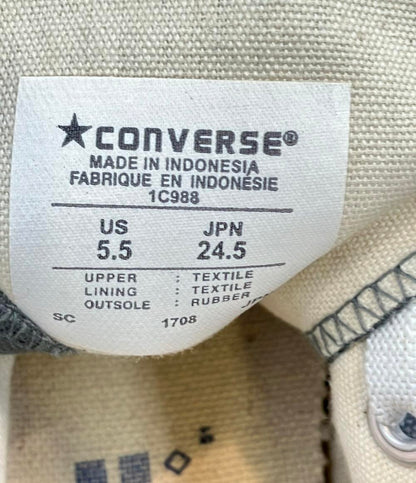 ★CONVERSE®
MADE IN INDONESIA
FABRIQUE EN INDONÉSIE
1C988
US JPN
5.5 24.5
UPPER : TEXTILE
LINING : TEXTILE
OUTSOLE : RUBBER
SC 1708